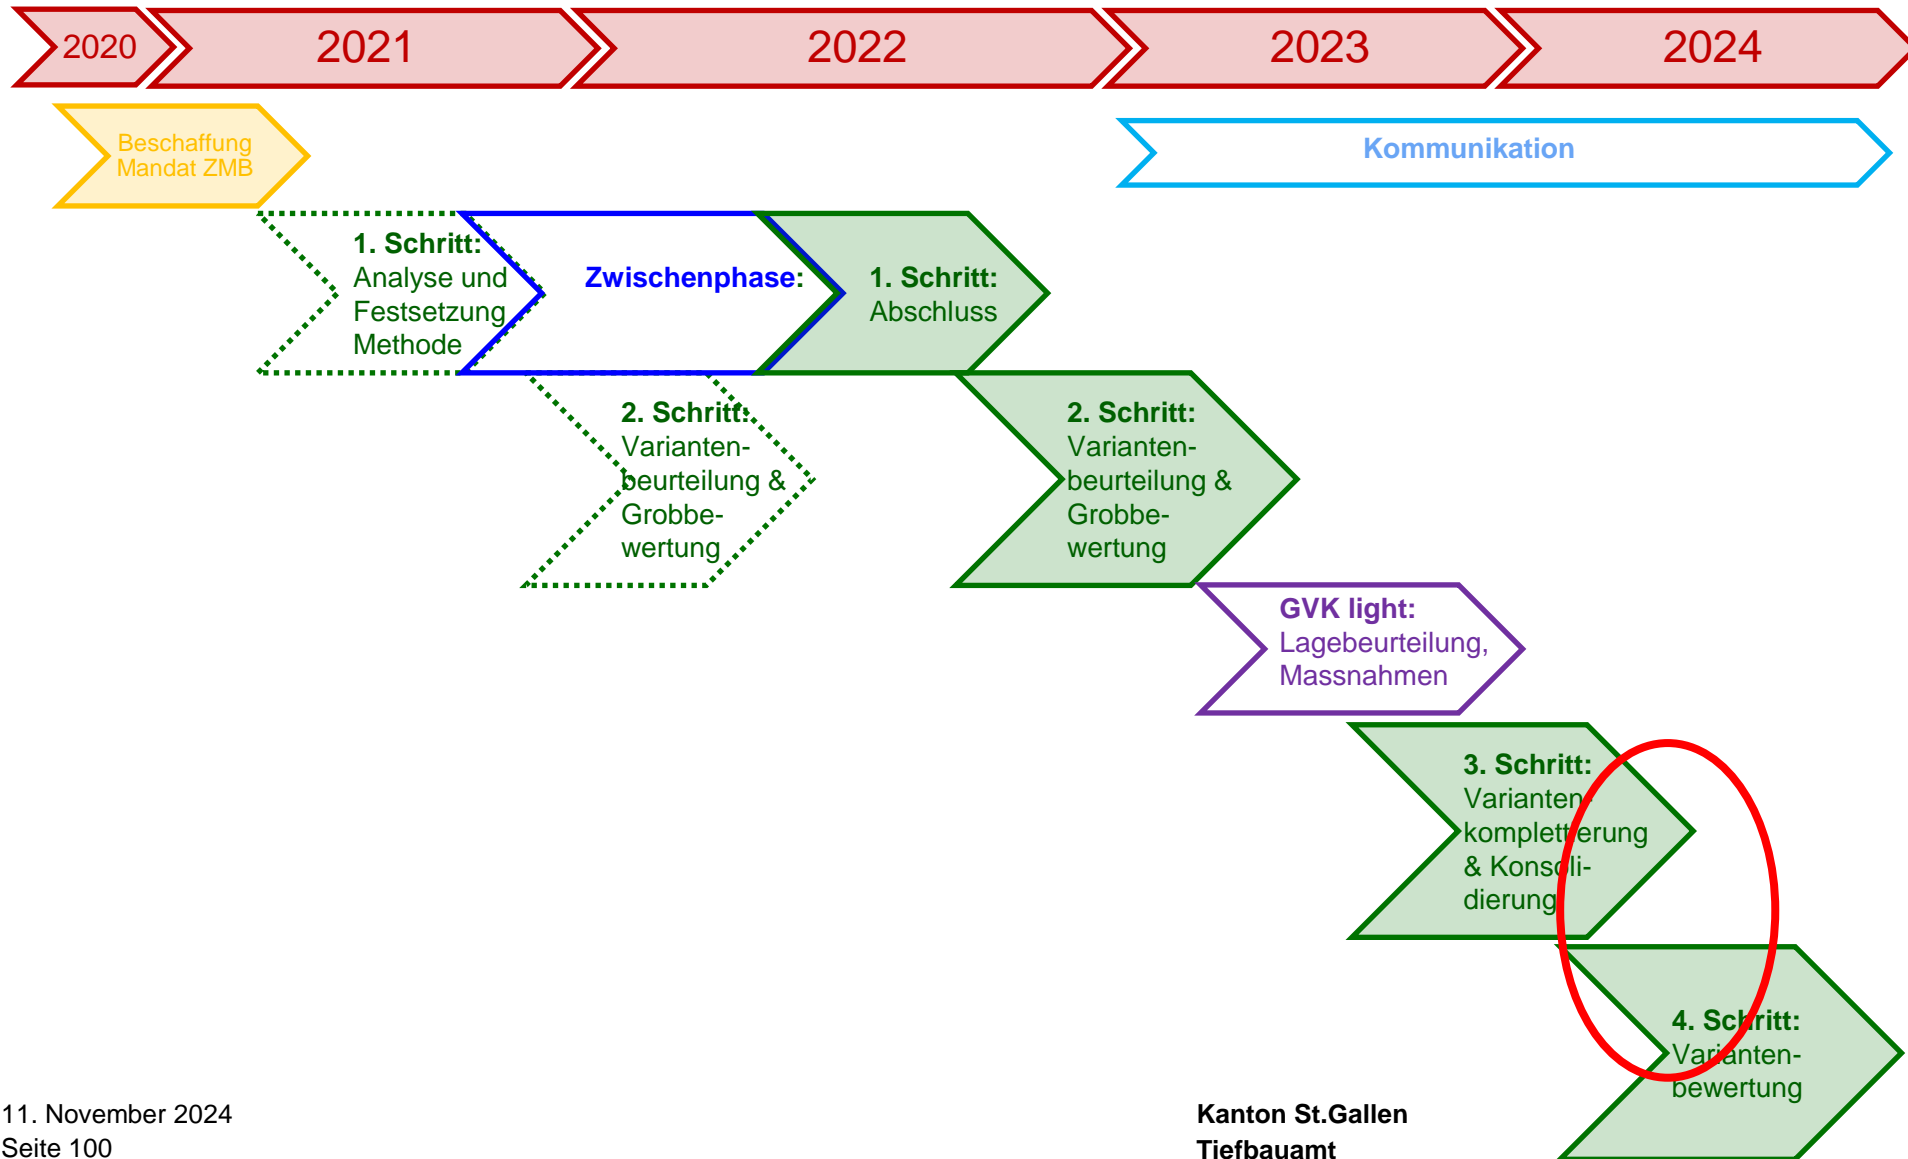 2020
2021
2022
2023
2024
Beschaffung
Mandat ZMB
Kommunikation
1. Schritt:
Analyse und
Festsetzung
Methode
Zwischenphase:
1. Schritt:
Abschluss
2. Schritt:
Varianten-
beurteilung &
Grobbe-
wertung
2. Schritt:
Varianten-
beurteilung &
Grobbe-
wertung
GVK light:
Lagebeurteilung,
Massnahmen
3. Schritt:
Varianten-
komplettierung
& Konsoli-
dierung
4. Schritt:
Varianten-
bewertung
11. November 2024
Seite 100
Kanton St.Gallen
Tiefbauamt